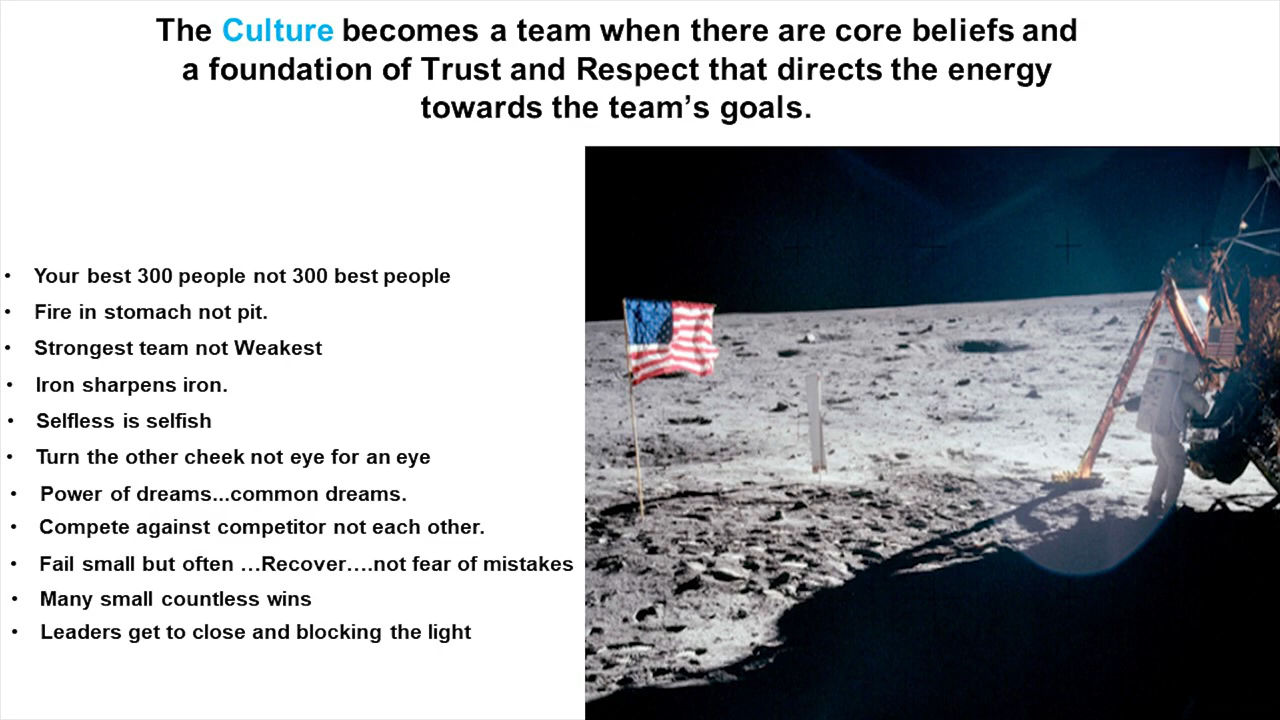 The Culture becomes a team when there are core beliefs and
a foundation of Trust and Respect that directs the energy
towards the team’s goals.
• Your best 300 people not 300 best people
• Fire in stomach not pit.
• Strongest team not Weakest
• Iron sharpens iron.
• Selfless is selfish
• Turn the other cheek not eye for an eye
• Power of dreams...common dreams.
• Compete against competitor not each other.
• Fail small but often …Recover….not fear of mistakes
• Many small countless wins
• Leaders get to close and blocking the light